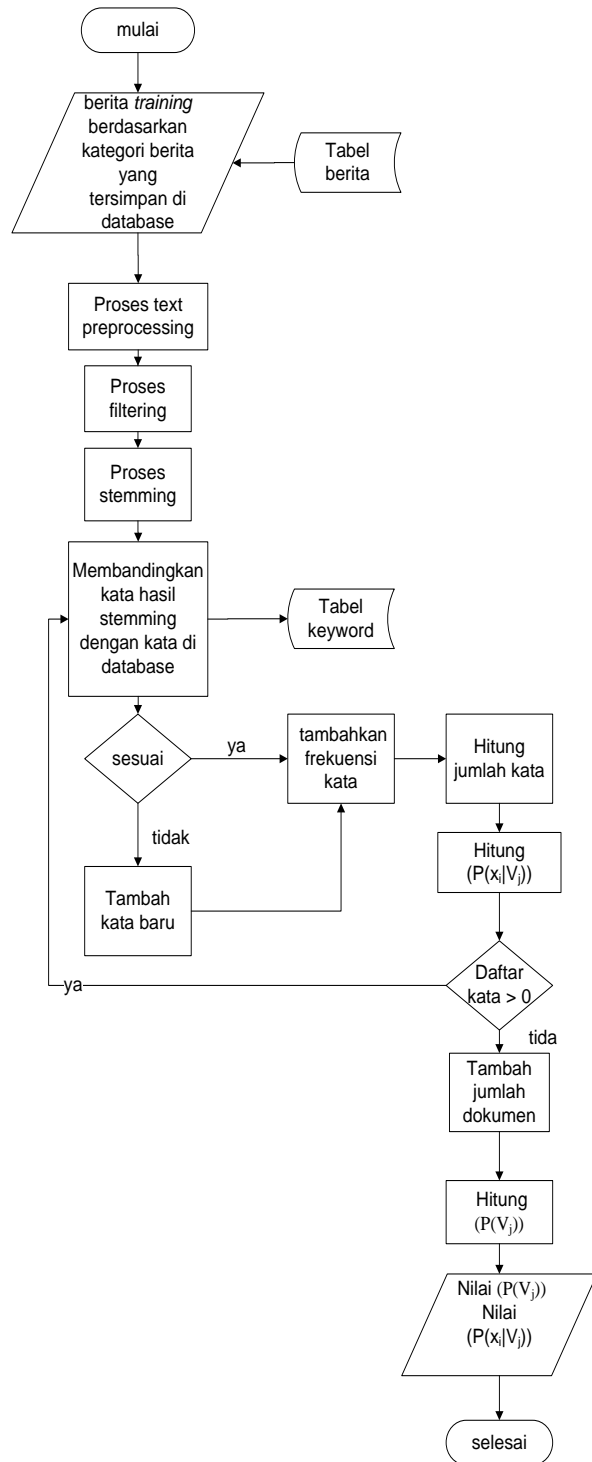 mulai
berita training
berdasarkan
kategori berita
yang
tersimpan di
database
Tabel
berita
Proses text
preprocessing
Proses
filtering
Proses
stemming
Membandingkan
kata hasil
stemming
dengan kata di
database
Tabel
keyword
sesuai
ya
tambahkan
frekuensi
kata
Hitung
jumlah kata
tidak
Tambah
kata baru
Hitung
(P(xᵢ|Vⱼ))
Daftar
kata > 0
ya
tida
Tambah
jumlah
dokumen
Hitung
(P(Vⱼ))
Nilai (P(Vⱼ))
Nilai
(P(xᵢ|Vⱼ))
selesai